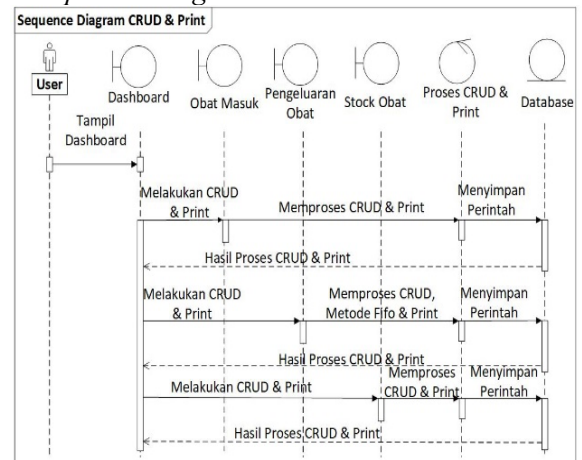 Sequence Diagram CRUD & Print
User
Dashboard
Obat Masuk
Pengeluaran
Obat
Stock Obat
Proses CRUD &
Print
Database
Tampil
Dashboard
Melakukan CRUD
& Print
Memproses CRUD & Print
Menyimpan
Perintah
Hasil Proses CRUD & Print
Melakukan CRUD
& Print
Memproses CRUD,
Metode Fifo & Print
Menyimpan
Perintah
Hasil Proses CRUD & Print
Melakukan CRUD & Print
Memproses
CRUD & Print
Menyimpan
Perintah
Hasil Proses CRUD & Print